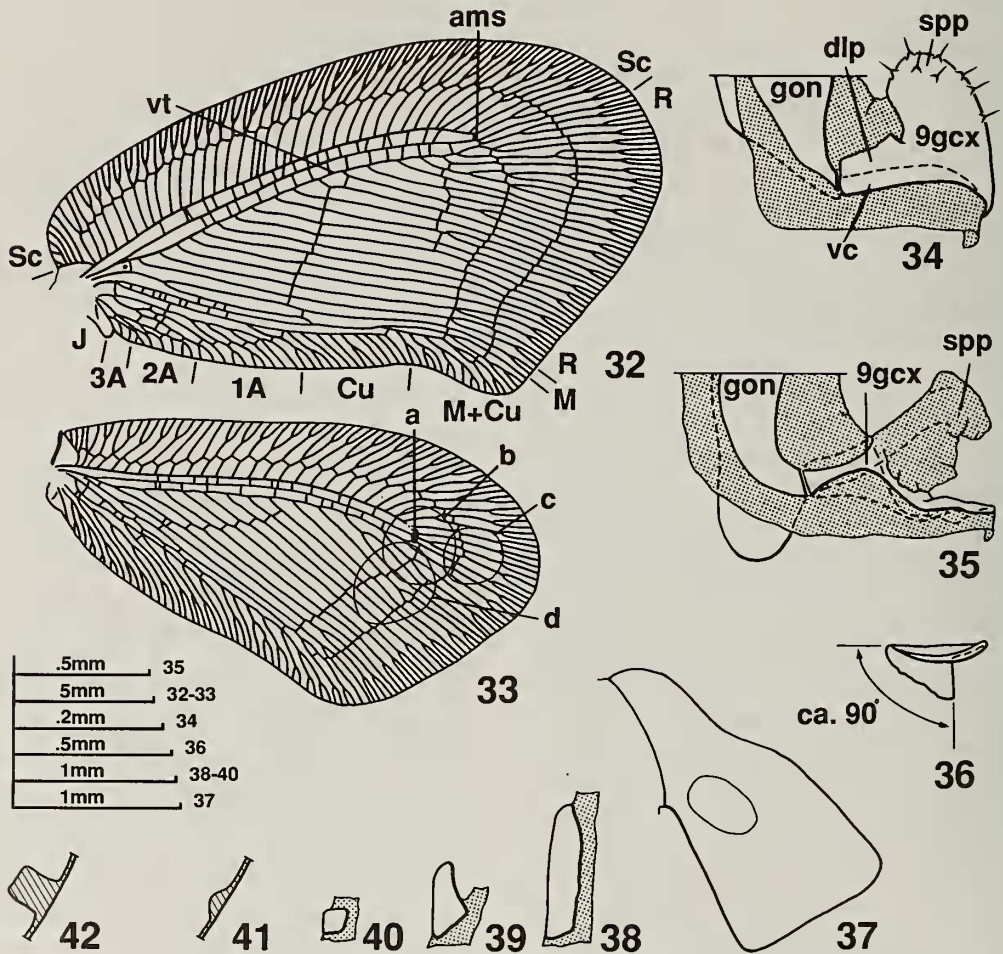 ams
vt
Sc
R
Sc
J
3A
2A
1A
Cu
M+Cu
R
M
32
a
b
c
d
33
spp
dlp
gon
9gcx
vc
34
spp
9gcx
gon
35
ca. 90°
36
.5mm 35
5mm 32-33
.2mm 34
.5mm 36
1mm 38-40
1mm 37
42
41
40
39
38
37